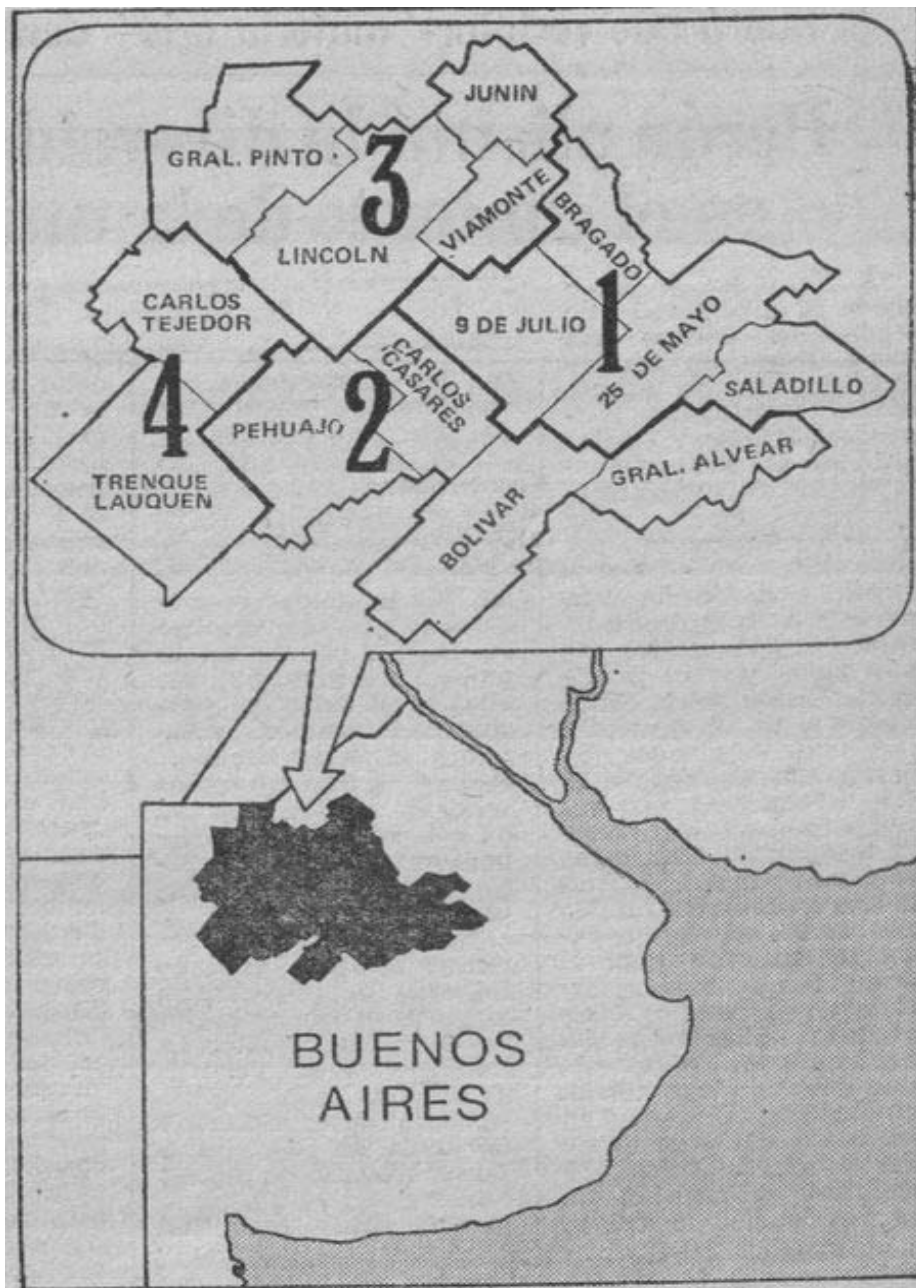 JUNIN
GRAL. PINTO
3
VIAMONTE
BRAGADO
LINCOLN
CARLOS
TEJEDOR
9 DE JULIO
1
25 DE MAYO
CARLOS
CASARES
SALADILLO
4
PEHUAJO
2
TRENQUE
LAUQUEN
GRAL. ALVEAR
BOLIVAR
BUENOS
AIRES